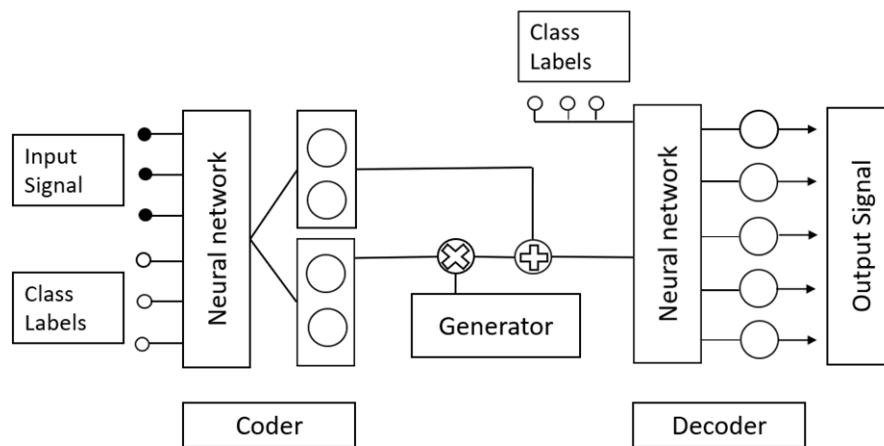 Class
Labels
Input
Signal
Class
Labels
Neural network
Generator
Neural network
Output Signal
Coder
Decoder